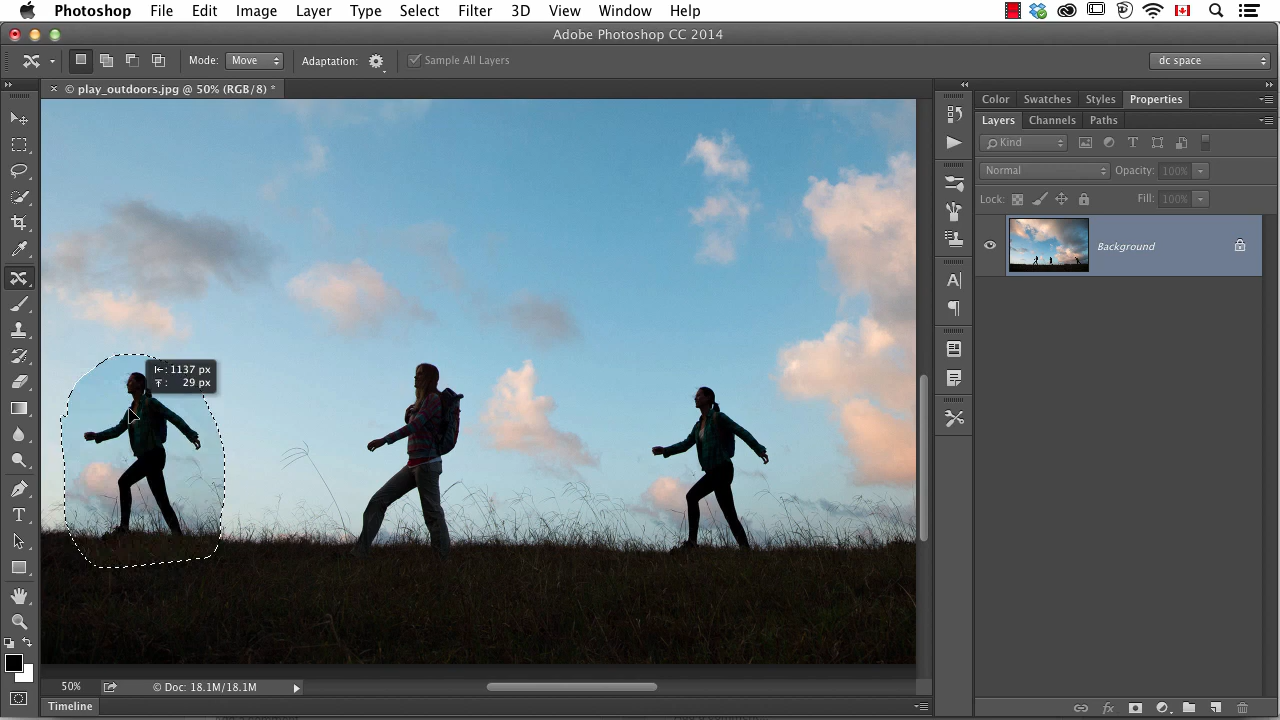 Photoshop File Edit Image Layer Type Select Filter 3D View Window Help
Adobe Photoshop CC 2014
Mode: Move Adaptation: Sample All Layers dc space
× © play_outdoors.jpg @ 50% (RGB/8) *
Color Swatches Styles Properties
Layers Channels Paths
Kind
Normal Opacity: 100%
Lock: Fill: 100%
Background
1137 px
29 px
50% © Doc: 18.1M/18.1M
Timeline